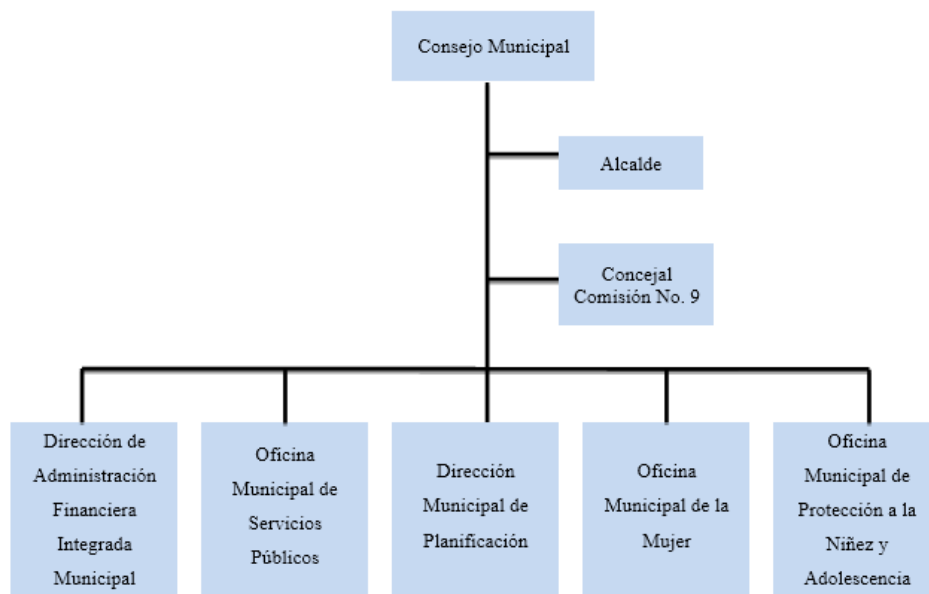 Consejo Municipal
Alcalde
Concejal
Comisión No. 9
Dirección de
Administración
Financiera
Integrada
Municipal
Oficina
Municipal de
Servicios
Públicos
Dirección
Municipal de
Planificación
Oficina
Municipal de la
Mujer
Oficina
Municipal de
Protección a la
Niñez y
Adolescencia